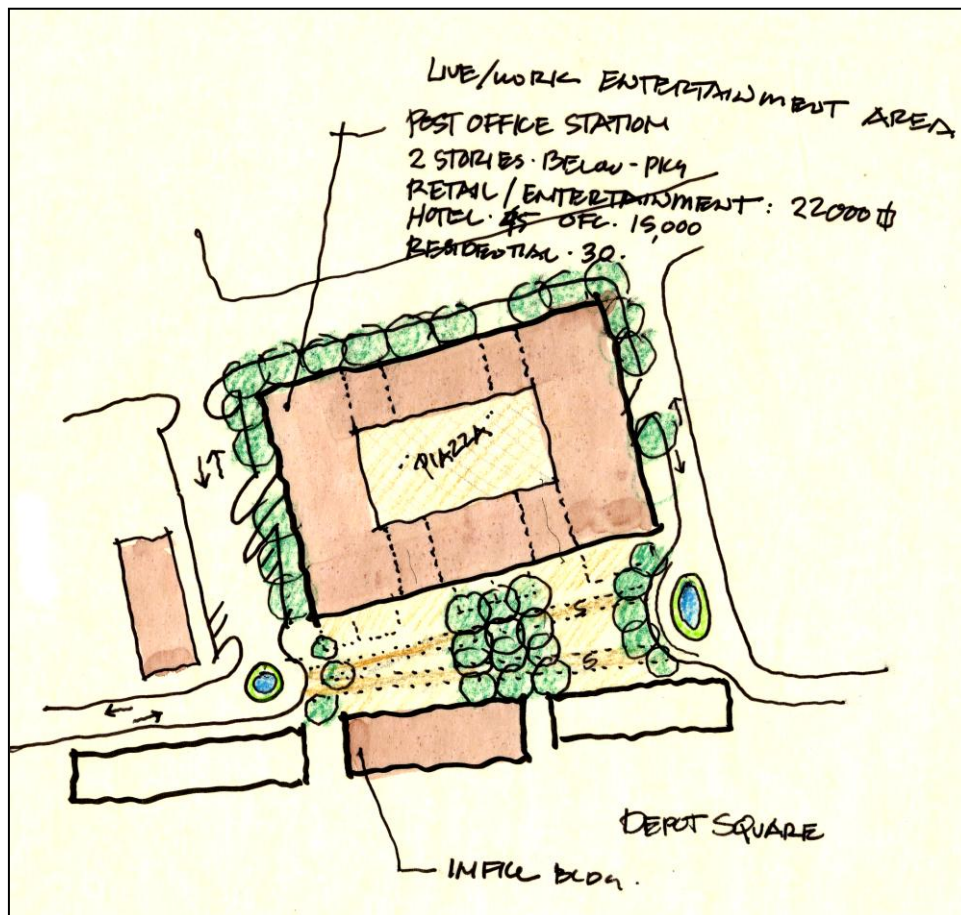 LIVE/WORK ENTERTAINMENT AREA
POST OFFICE STATION
2 STORIES · BELOW - PKG
RETAIL / ENTERTAINMENT : 22000
HOTEL · OFC. 15,000
RESIDENTIAL · 30.
PIAZZA
S
S
DEPOT SQUARE
INFILL BLDG.